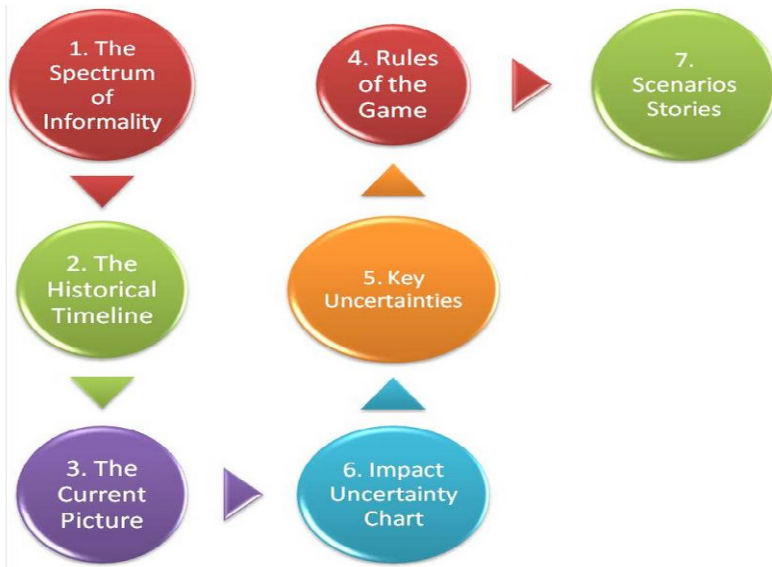 1. The
Spectrum
of
Informality
2. The
Historical
Timeline
3. The
Current
Picture
6. Impact
Uncertainty
Chart
5. Key
Uncertainties
4. Rules
of the
Game
7.
Scenarios
Stories